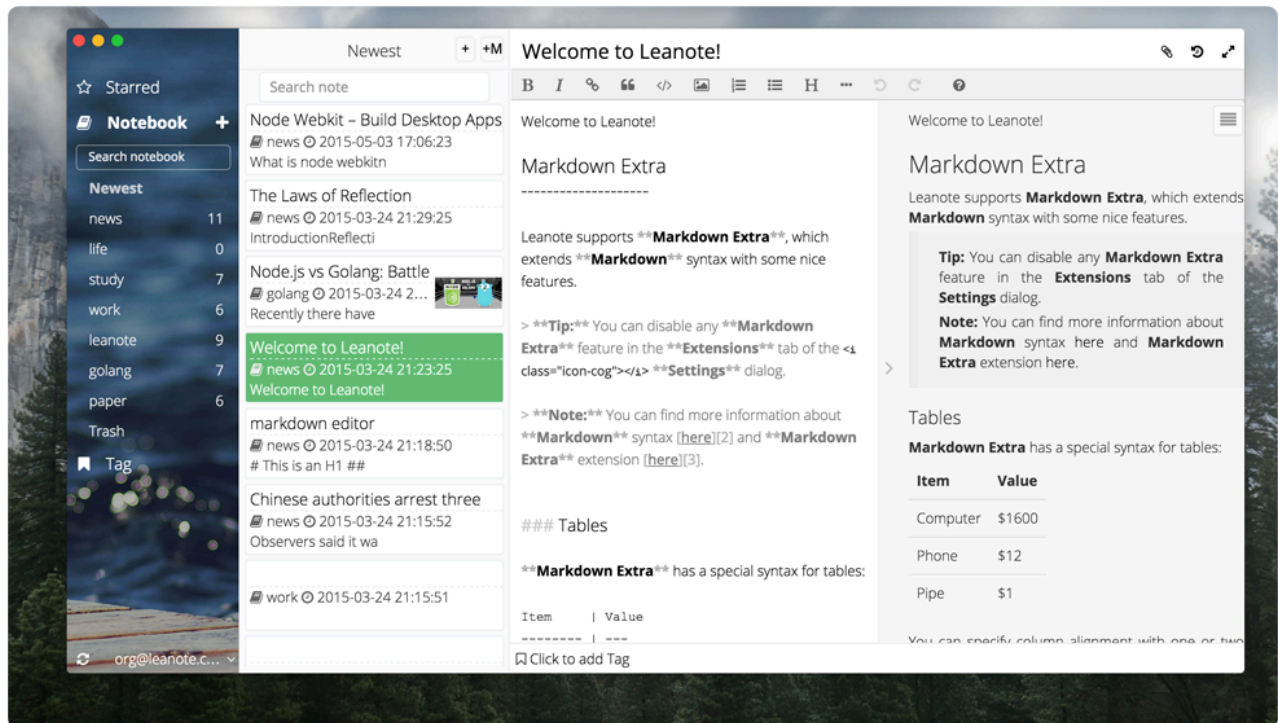 Starred
Notebook +
Search notebook
Newest
news 11
life 0
study 7
work 6
leanote 9
golang 7
paper 6
Trash
Tag
org@leanote.c...
Newest + +M
Search note
Node Webkit – Build Desktop Apps
news 2015-05-03 17:06:23
What is node webkitn
The Laws of Reflection
news 2015-03-24 21:29:25
IntroductionReflecti
Node.js vs Golang: Battle
golang 2015-03-24 2...
Recently there have
Welcome to Leanote!
news 2015-03-24 21:23:25
Welcome to Leanote!
markdown editor
news 2015-03-24 21:18:50
# This is an H1 ##
Chinese authorities arrest three
news 2015-03-24 21:15:52
Observers said it wa
work 2015-03-24 21:15:51
Welcome to Leanote!
B I H
Welcome to Leanote!
Markdown Extra
--------------------
Leanote supports **Markdown Extra**, which
extends **Markdown** syntax with some nice
features.
> **Tip:** You can disable any **Markdown
Extra** feature in the **Extensions** tab of the <i
class="icon-cog"></i> **Settings** dialog.
> **Note:** You can find more information about
**Markdown** syntax [here][2] and **Markdown
Extra** extension [here][3].
### Tables
**Markdown Extra** has a special syntax for tables:
Item | Value
-------- | ---
Click to add Tag
Welcome to Leanote!
Markdown Extra
Leanote supports Markdown Extra, which extends
Markdown syntax with some nice features.
Tip: You can disable any Markdown Extra
feature in the Extensions tab of the
Settings dialog.
Note: You can find more information about
Markdown syntax here and Markdown
Extra extension here.
Tables
Markdown Extra has a special syntax for tables:
Item Value
Computer $1600
Phone $12
Pipe $1
You can specify column alignment with one or two